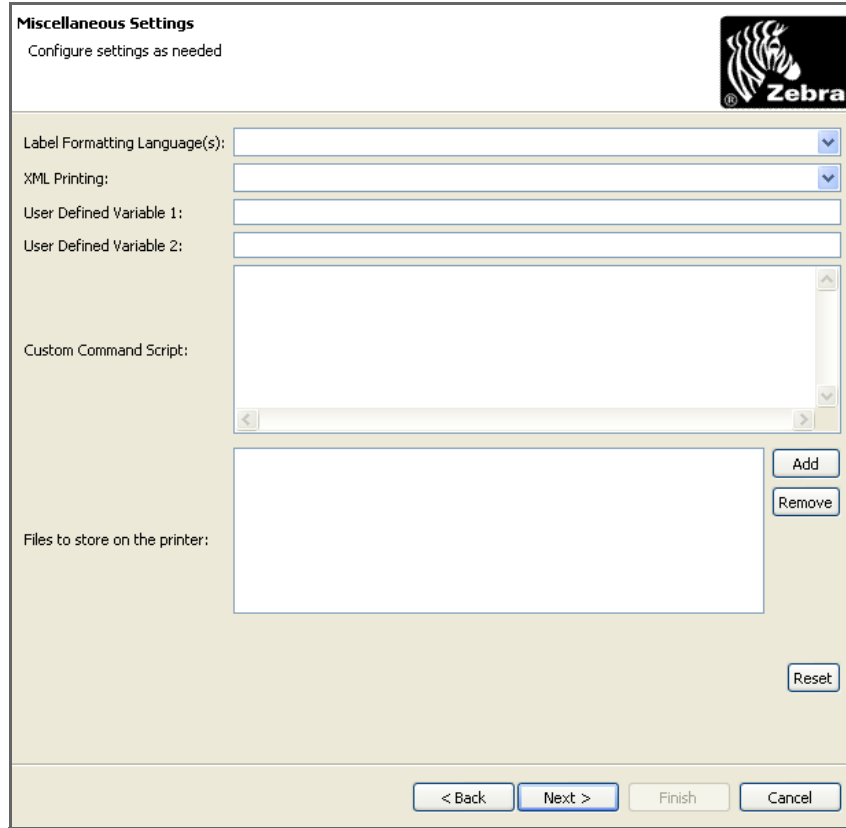 Miscellaneous Settings
Configure settings as needed
® Zebra
Label Formatting Language(s):
XML Printing:
User Defined Variable 1:
User Defined Variable 2:
Custom Command Script:
Add
Remove
Files to store on the printer:
Reset
< Back Next > Finish Cancel